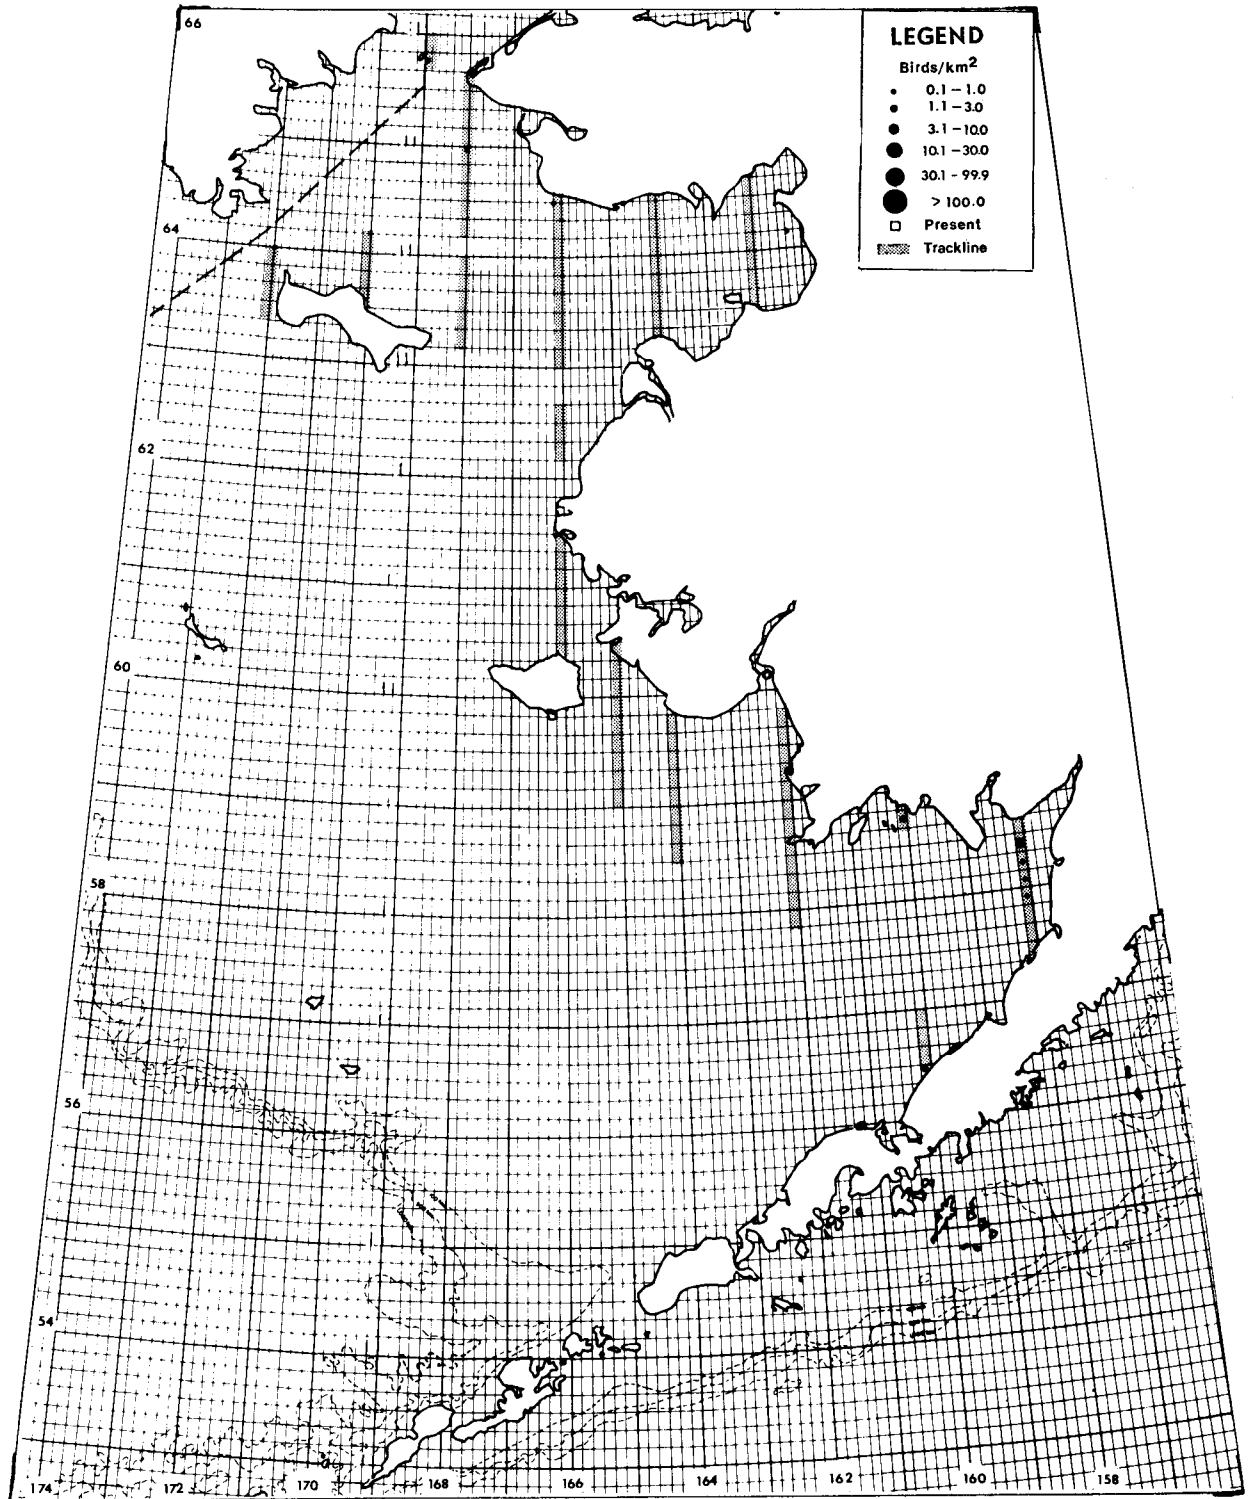 66
LEGEND
Birds/km2
0.1 – 1.0
1.1 – 3.0
3.1 – 10.0
10.1 – 30.0
30.1 – 99.9
> 100.0
Present
Trackline
64
62
60
58
56
54
174 172 170 168 166 164 162 160 158